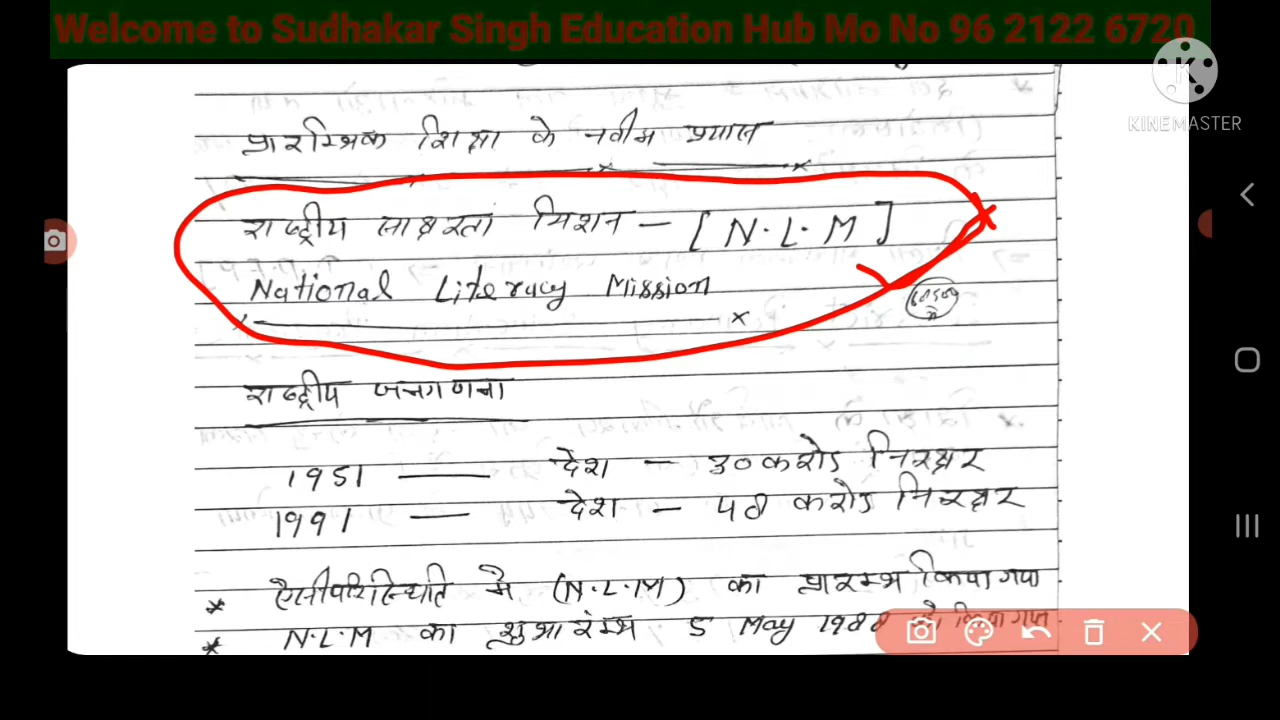 Welcome to Sudhakar Singh Education Hub Mo No 96 2122 6720
KINEMASTER
प्रारम्भिक शिक्षा के नवीन प्रयास
राष्ट्रीय साक्षरता मिशन - [ N.L.M ]
National Literacy Mission
राष्ट्रीय जनगणना
1951 — देश - 30 करोड निरक्षर
1991 — देश - 48 करोड निरक्षर
* ऐसी परिस्थिति मे (N.L.M) का प्रारम्भ किया गया
* N.L.M का शुभारंम्भ 5 May 1988 को किया गया